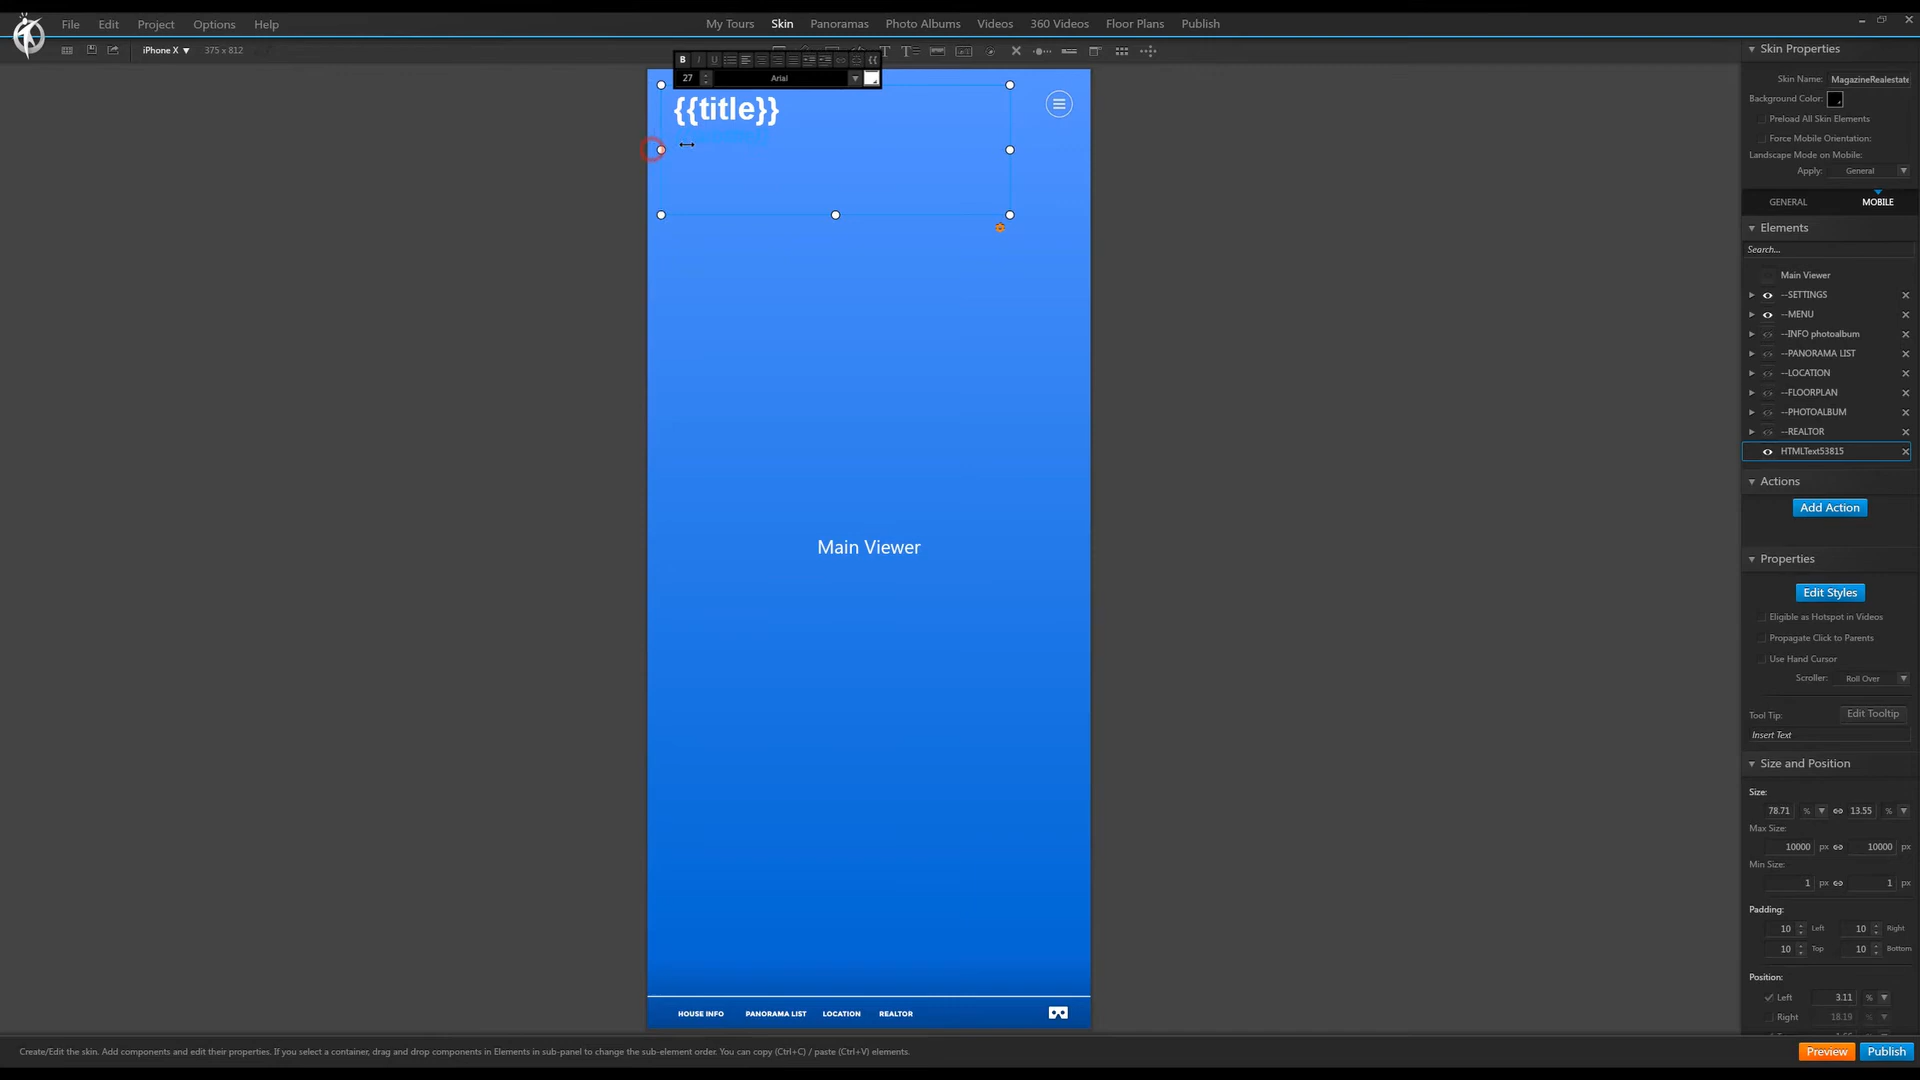 File Edit Project Options Help
My Tours Skin Panoramas Photo Albums Videos 360 Videos Floor Plans Publish
iPhone X 375 x 812
B I U
27 Arial
{{title}}
Main Viewer
HOUSE INFO PANORAMA LIST LOCATION REALTOR
Skin Properties
Skin Name: MagazineRealestate
Background Color:
Preload All Skin Elements
Force Mobile Orientation:
Landscape Mode on Mobile:
Apply: General
GENERAL MOBILE
Elements
Search...
Main Viewer
--SETTINGS
--MENU
--INFO photoalbum
--PANORAMA LIST
--LOCATION
--FLOORPLAN
--PHOTOALBUM
--REALTOR
HTMLText53815
Actions
Add Action
Properties
Edit Styles
Eligible as Hotspot in Videos
Propagate Click to Parents
Use Hand Cursor
Scroller: Roll Over
Tool Tip: Edit Tooltip
Insert Text
Size and Position
Size:
78.71 % 13.55 %
Max Size:
10000 px 10000 px
Min Size:
1 px 1 px
Padding:
10 Left 10 Right
10 Top 10 Bottom
Position:
Left 3.11 %
Right 18.19 %
Create/Edit the skin. Add components and edit their properties. If you select a container, drag and drop components in Elements in sub-panel to change the sub-element order. You can copy (Ctrl+C) / paste (Ctrl+V) elements.
Preview Publish